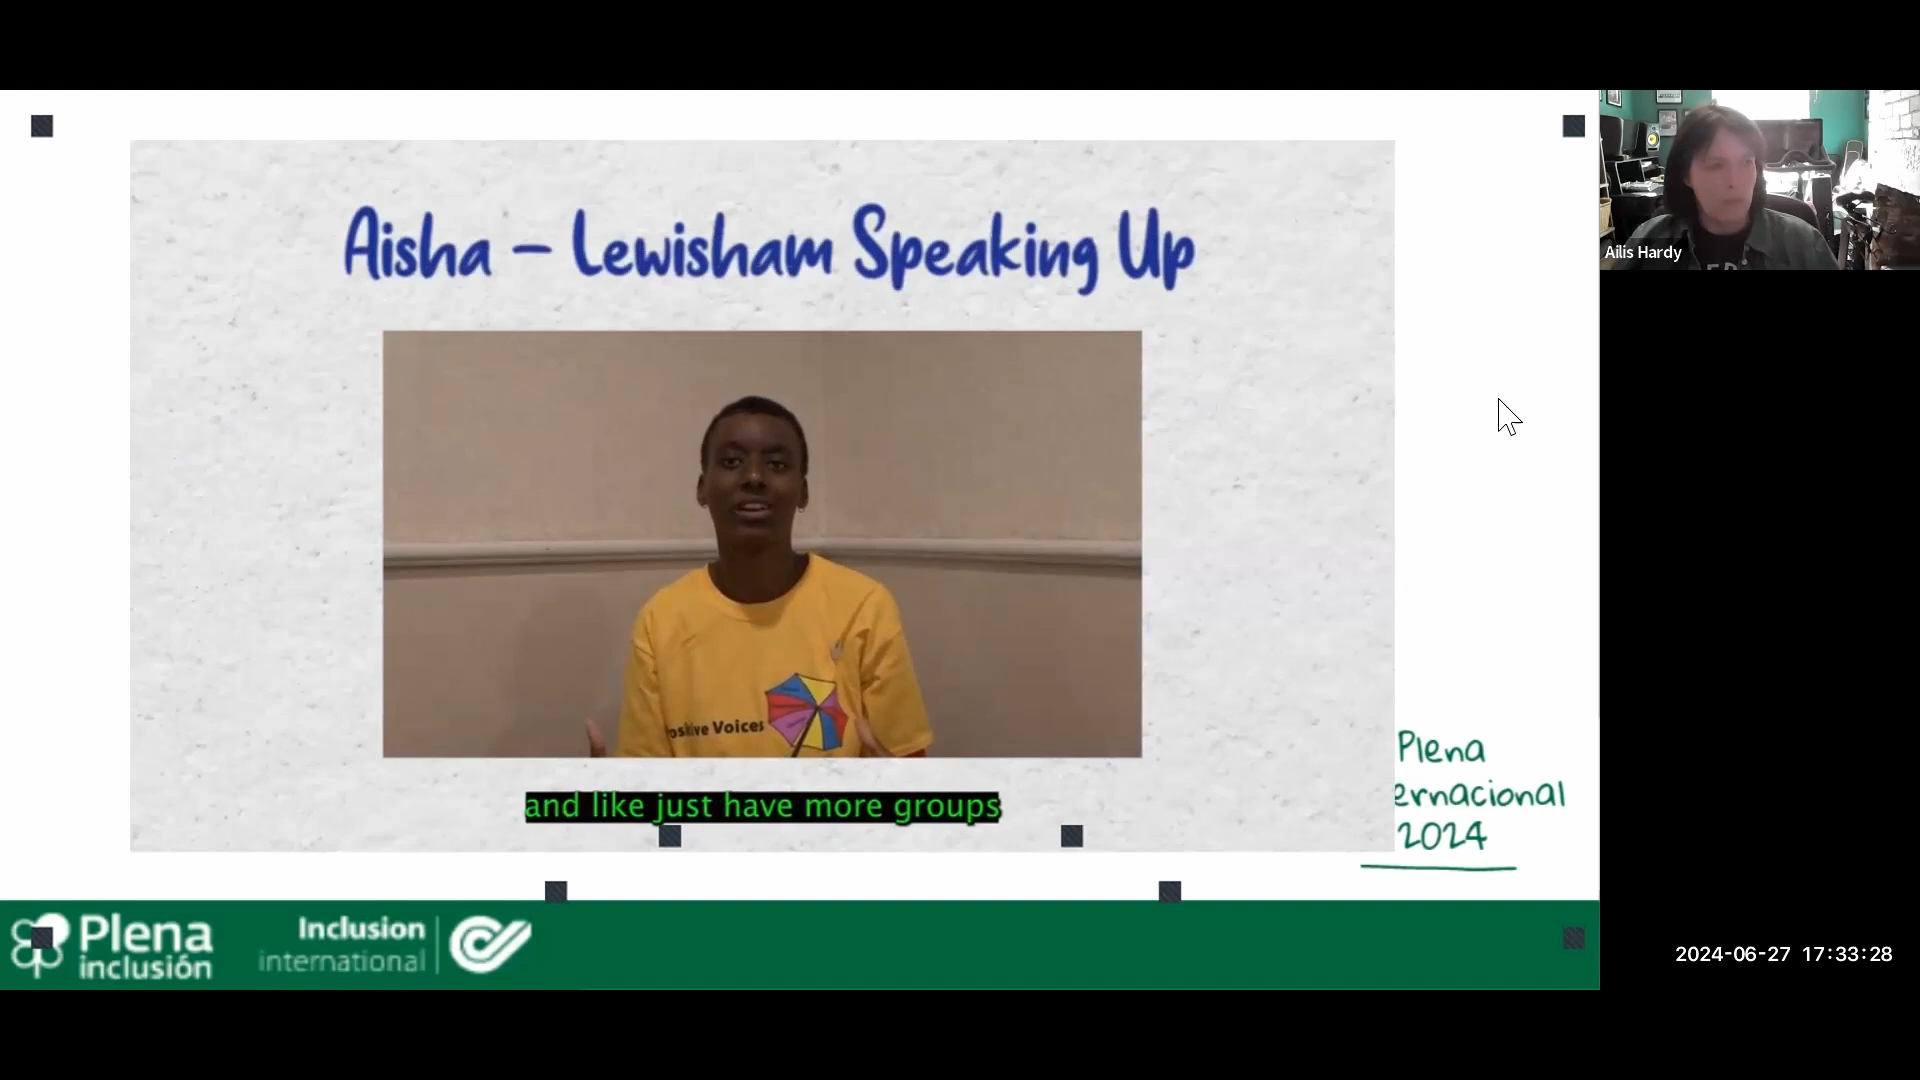 Aisha – Lewisham Speaking Up
Ailis Hardy
Positive Voices
and like just have more groups
Plena
ernacional
2024
Plena
inclusión
Inclusion
international
2024-06-27 17:33:28